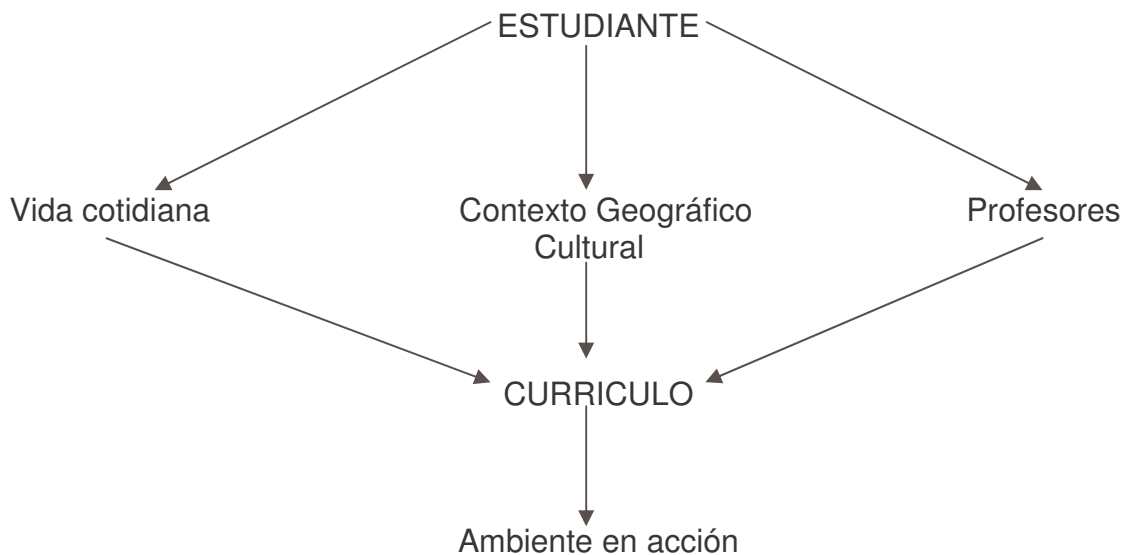 ESTUDIANTE
Vida cotidiana
Contexto Geográfico
Cultural
Profesores
CURRICULO
Ambiente en acción